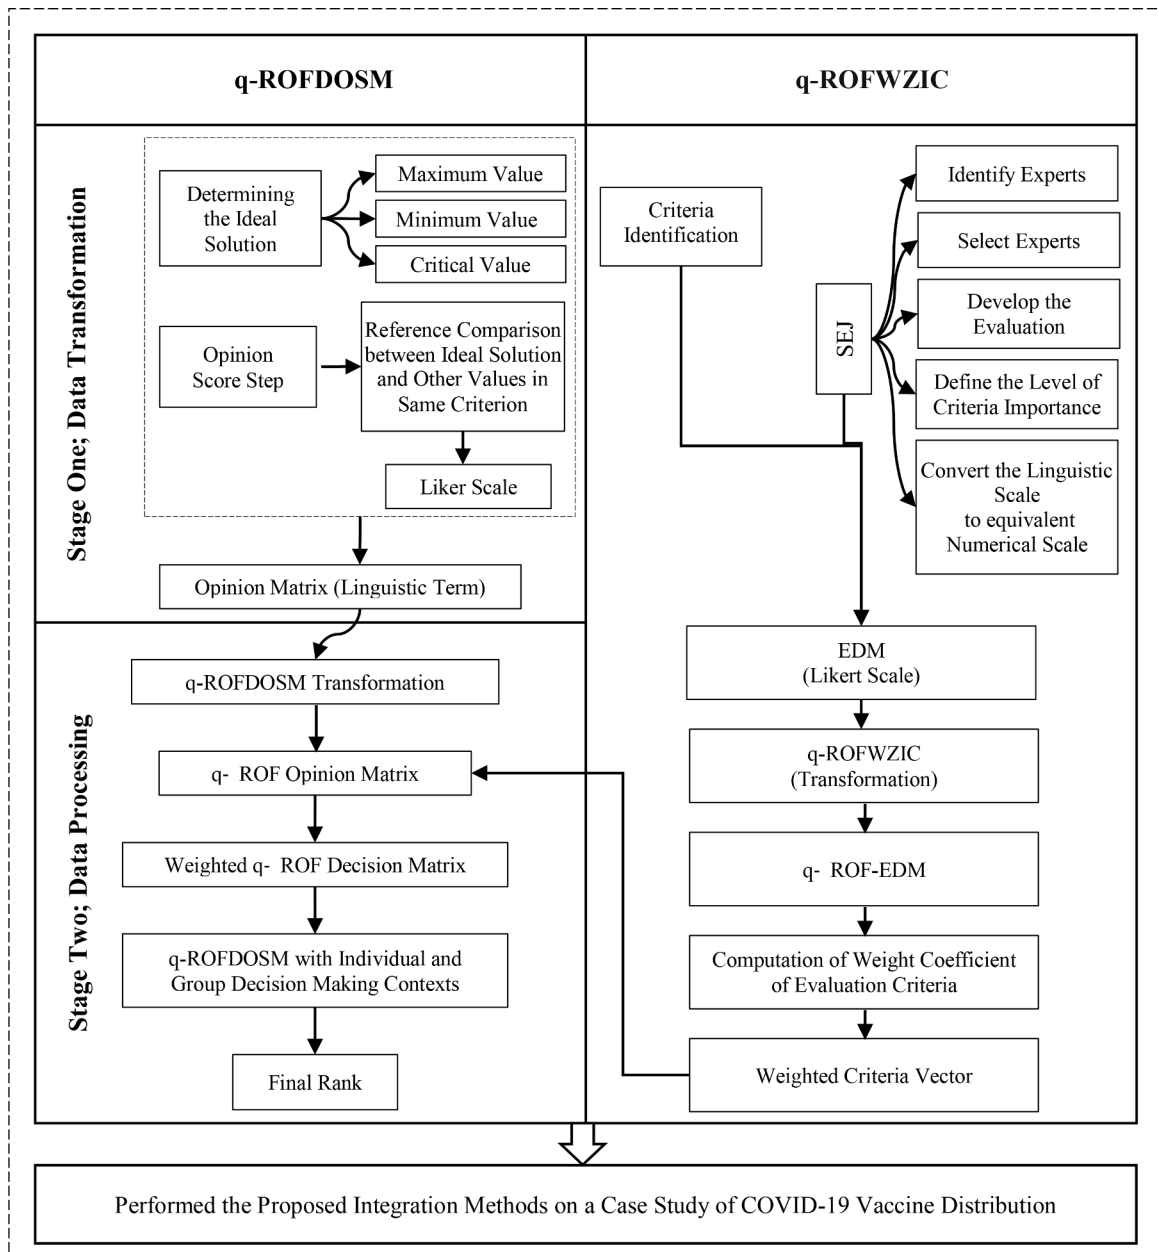 q-ROFDOSM
q-ROFWZIC
Stage One; Data Transformation
Determining
the Ideal
Solution
Maximum Value
Minimum Value
Critical Value
Opinion
Score Step
Reference Comparison
between Ideal Solution
and Other Values in
Same Criterion
Liker Scale
Opinion Matrix (Linguistic Term)
Stage Two; Data Processing
q-ROFDOSM Transformation
q- ROF Opinion Matrix
Weighted q- ROF Decision Matrix
q-ROFDOSM with Individual and
Group Decision Making Contexts
Final Rank
Criteria
Identification
SEJ
Identify Experts
Select Experts
Develop the
Evaluation
Define the Level of
Criteria Importance
Convert the Linguistic
Scale
to equivalent
Numerical Scale
EDM
(Likert Scale)
q-ROFWZIC
(Transformation)
q- ROF-EDM
Computation of Weight Coefficient
of Evaluation Criteria
Weighted Criteria Vector
Performed the Proposed Integration Methods on a Case Study of COVID-19 Vaccine Distribution